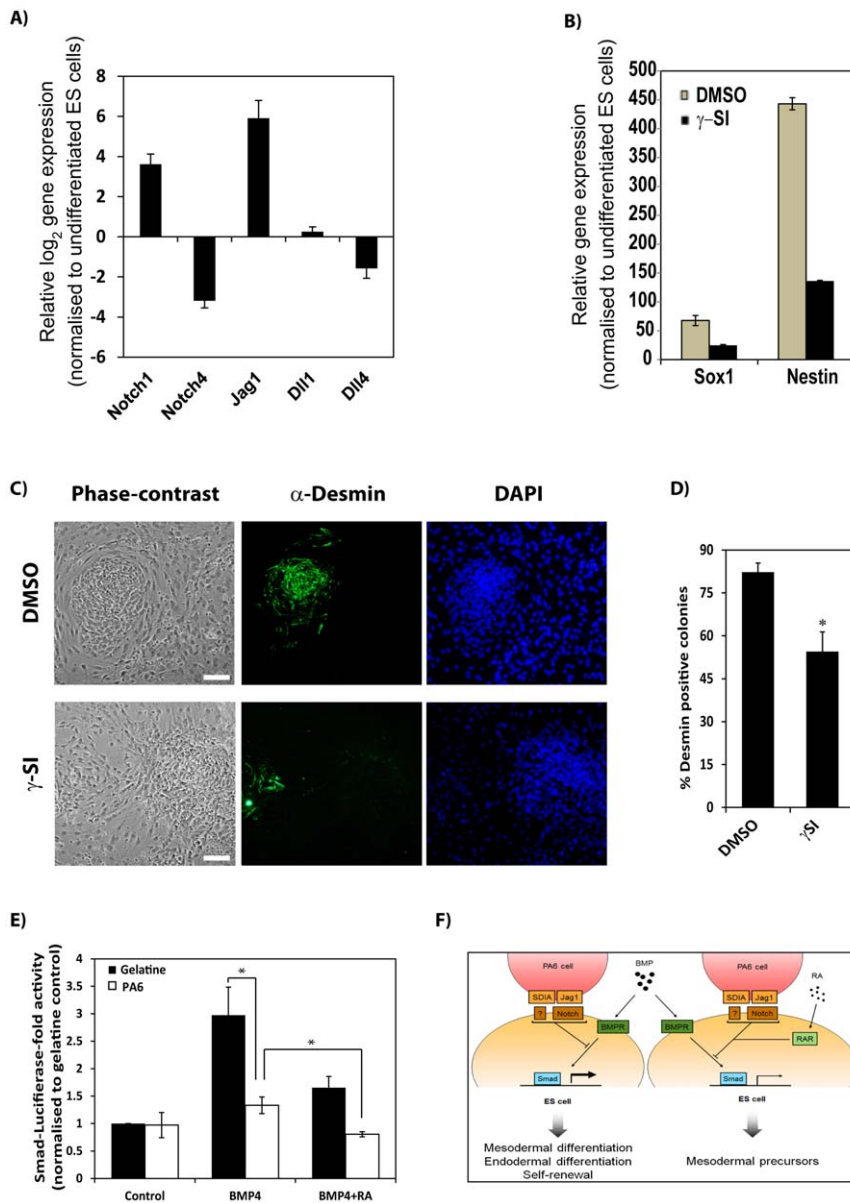 A)
Relative log2 gene expression
(normalised to undifferentiated ES cells)
8
6
4
2
0
-2
-4
-6
Notch1
Notch4
Jag1
Dll1
Dll4
B)
Relative gene expression
(normalised to undifferentiated ES cells)
500
450
400
350
300
250
200
150
100
50
0
DMSO
γ-SI
Sox1
Nestin
C)
Phase-contrast
α-Desmin
DAPI
DMSO
γ-SI
D)
% Desmin positive colonies
90
75
60
45
30
15
0
*
DMSO
γSI
E)
Smad-Lucifierase-fold activity
(normalised to gelatine control)
4
3.5
3
2.5
2
1.5
1
0.5
0
Gelatine
PA6
*
*
Control
BMP4
BMP4+RA
F)
PA6 cell
BMP
PA6 cell
RA
SDIA
Jag1
SDIA
Jag1
?
Notch
?
Notch
BMPR
BMPR
RAR
Smad
Smad
ES cell
ES cell
Mesodermal differentiation
Endodermal differentiation
Self-renewal
Mesodermal precursors